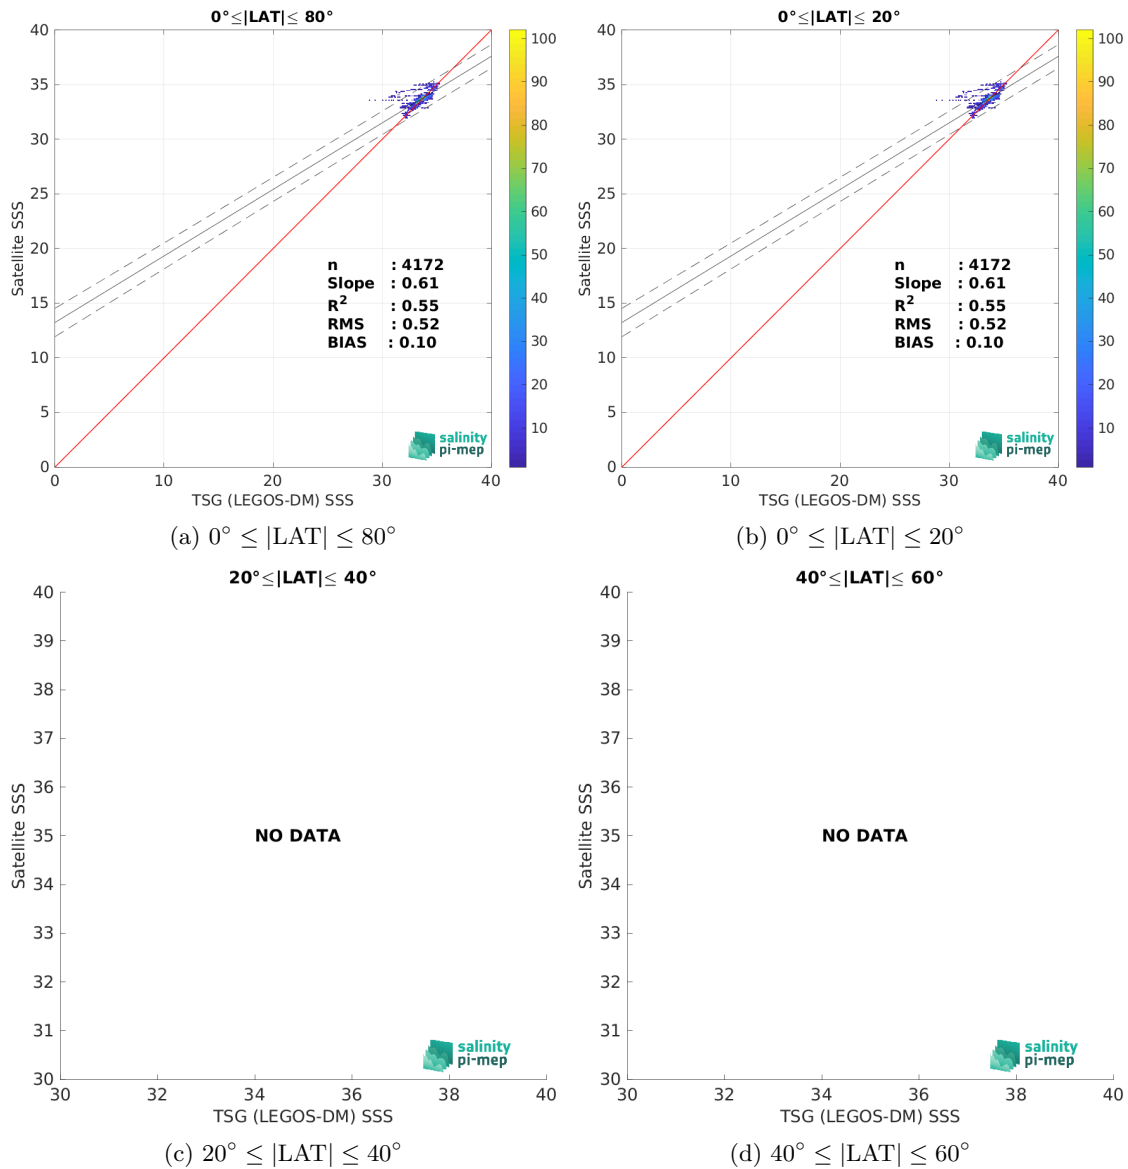 0°≤|LAT|≤ 80°
40
35
30
25
20
15
10
5
0
Satellite SSS
n : 4172
Slope : 0.61
R2 : 0.55
RMS : 0.52
BIAS : 0.10
salinity
pi-mep
0 10 20 30 40
TSG (LEGOS-DM) SSS
100
90
80
70
60
50
40
30
20
10
(a) 0° ≤ |LAT| ≤ 80°
0°≤|LAT|≤ 20°
40
35
30
25
20
15
10
5
0
Satellite SSS
n : 4172
Slope : 0.61
R2 : 0.55
RMS : 0.52
BIAS : 0.10
salinity
pi-mep
0 10 20 30 40
TSG (LEGOS-DM) SSS
100
90
80
70
60
50
40
30
20
10
(b) 0° ≤ |LAT| ≤ 20°
20°≤|LAT|≤ 40°
40
39
38
37
36
35
34
33
32
31
30
Satellite SSS
NO DATA
salinity
pi-mep
30 32 34 36 38 40
TSG (LEGOS-DM) SSS
(c) 20° ≤ |LAT| ≤ 40°
40°≤|LAT|≤ 60°
40
39
38
37
36
35
34
33
32
31
30
Satellite SSS
NO DATA
salinity
pi-mep
30 32 34 36 38 40
TSG (LEGOS-DM) SSS
(d) 40° ≤ |LAT| ≤ 60°